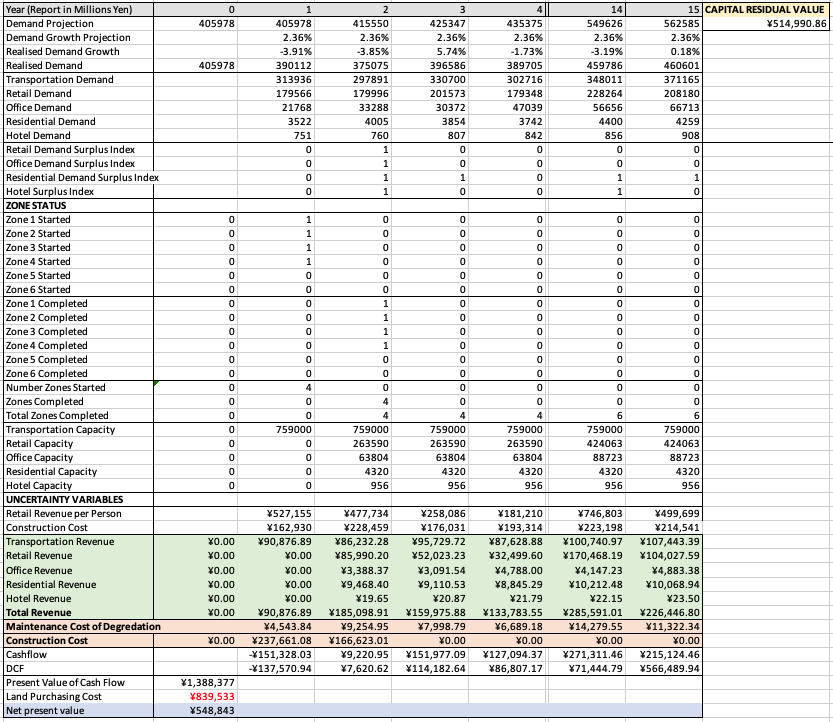 Year (Report in Millions Yen) 0 1 2 3 4 14 15 CAPITAL RESIDUAL VALUE
Demand Projection 405978 405978 415550 425347 435375 549626 562585 ¥514,990.86
Demand Growth Projection 2.36% 2.36% 2.36% 2.36% 2.36% 2.36%
Realised Demand Growth -3.91% -3.85% 5.74% -1.73% -3.19% 0.18%
Realised Demand 405978 390112 375075 396586 389705 459786 460601
Transportation Demand 313936 297891 330700 302716 348011 371165
Retail Demand 179566 179996 201573 179348 228264 208180
Office Demand 21768 33288 30372 47039 56656 66713
Residential Demand 3522 4005 3854 3742 4400 4259
Hotel Demand 751 760 807 842 856 908
Retail Demand Surplus Index 0 1 0 0 0 0
Office Demand Surplus Index 0 1 0 0 0 0
Residential Demand Surplus Index 0 1 1 0 1 1
Hotel Surplus Index 0 1 0 0 1 0
ZONE STATUS
Zone 1 Started 0 1 0 0 0 0 0
Zone 2 Started 0 1 0 0 0 0 0
Zone 3 Started 0 1 0 0 0 0 0
Zone 4 Started 0 1 0 0 0 0 0
Zone 5 Started 0 0 0 0 0 0 0
Zone 6 Started 0 0 0 0 0 0 0
Zone 1 Completed 0 0 1 0 0 0 0
Zone 2 Completed 0 0 1 0 0 0 0
Zone 3 Completed 0 0 1 0 0 0 0
Zone 4 Completed 0 0 1 0 0 0 0
Zone 5 Completed 0 0 0 0 0 0 0
Zone 6 Completed 0 0 0 0 0 0 0
Number Zones Started 0 4 0 0 0 0 0
Zones Completed 0 0 4 0 0 0 0
Total Zones Completed 0 0 4 4 4 6 6
Transportation Capacity 0 759000 759000 759000 759000 759000 759000
Retail Capacity 0 0 263590 263590 263590 424063 424063
Office Capacity 0 0 63804 63804 63804 88723 88723
Residential Capacity 0 0 4320 4320 4320 4320 4320
Hotel Capacity 0 0 956 956 956 956 956
UNCERTAINTY VARIABLES
Retail Revenue per Person ¥527,155 ¥477,734 ¥258,086 ¥181,210 ¥746,803 ¥499,699
Construction Cost ¥162,930 ¥228,459 ¥176,031 ¥193,314 ¥223,198 ¥214,541
Transportation Revenue ¥0.00 ¥90,876.89 ¥86,232.28 ¥95,729.72 ¥87,628.88 ¥100,740.97 ¥107,443.39
Retail Revenue ¥0.00 ¥0.00 ¥85,990.20 ¥52,023.23 ¥32,499.60 ¥170,468.19 ¥104,027.59
Office Revenue ¥0.00 ¥0.00 ¥3,388.37 ¥3,091.54 ¥4,788.00 ¥4,147.23 ¥4,883.38
Residential Revenue ¥0.00 ¥0.00 ¥9,468.40 ¥9,110.53 ¥8,845.29 ¥10,212.48 ¥10,068.94
Hotel Revenue ¥0.00 ¥0.00 ¥19.65 ¥20.87 ¥21.79 ¥22.15 ¥23.50
Total Revenue ¥0.00 ¥90,876.89 ¥185,098.91 ¥159,975.88 ¥133,783.55 ¥285,591.01 ¥226,446.80
Maintenance Cost of Degredation ¥4,543.84 ¥9,254.95 ¥7,998.79 ¥6,689.18 ¥14,279.55 ¥11,322.34
Construction Cost ¥0.00 ¥237,661.08 ¥166,623.01 ¥0.00 ¥0.00 ¥0.00 ¥0.00
Cashflow -¥151,328.03 ¥9,220.95 ¥151,977.09 ¥127,094.37 ¥271,311.46 ¥215,124.46
DCF -¥137,570.94 ¥7,620.62 ¥114,182.64 ¥86,807.17 ¥71,444.79 ¥566,489.94
Present Value of Cash Flow ¥1,388,377
Land Purchasing Cost ¥839,533
Net present value ¥548,843